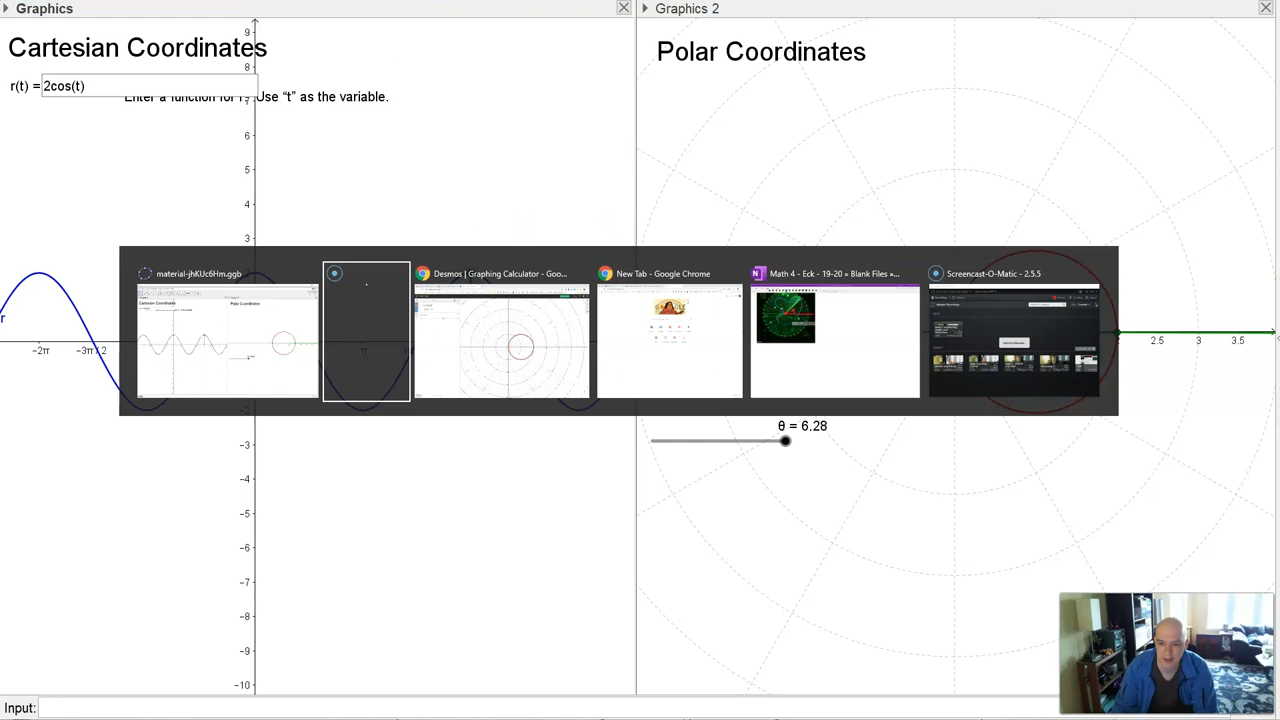 Graphics
Graphics 2
Cartesian Coordinates
Polar Coordinates
r(t) = 2cos(t)
Use “t” as the variable.
9
8
6
5
4
3
material-jhKUc6Hm.ggb
Desmos | Graphing Calculator - Goo...
New Tab - Google Chrome
Math 4 - Eck - 19-20 » Blank Files »...
Screencast-O-Matic - 2.5.5
r
−2π
−3π/2
π
2
2.5
3
3.5
θ = 6.28
−3
−4
−5
−6
−7
−8
−9
−10
Input: